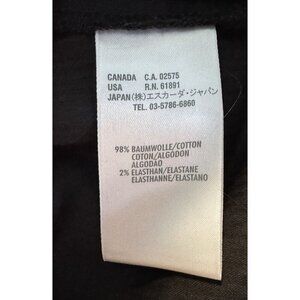 CANADA C.A. 02575
USA R.N. 61891
JAPAN(株)エスカーダ・ジャパン
TEL. 03-5786-6860
98% BAUMWOLLE/COTTON
COTON/ALGODON
ALGODAO
2% ELASTHAN/ELASTANE
ELASTHANNE/ELASTANO